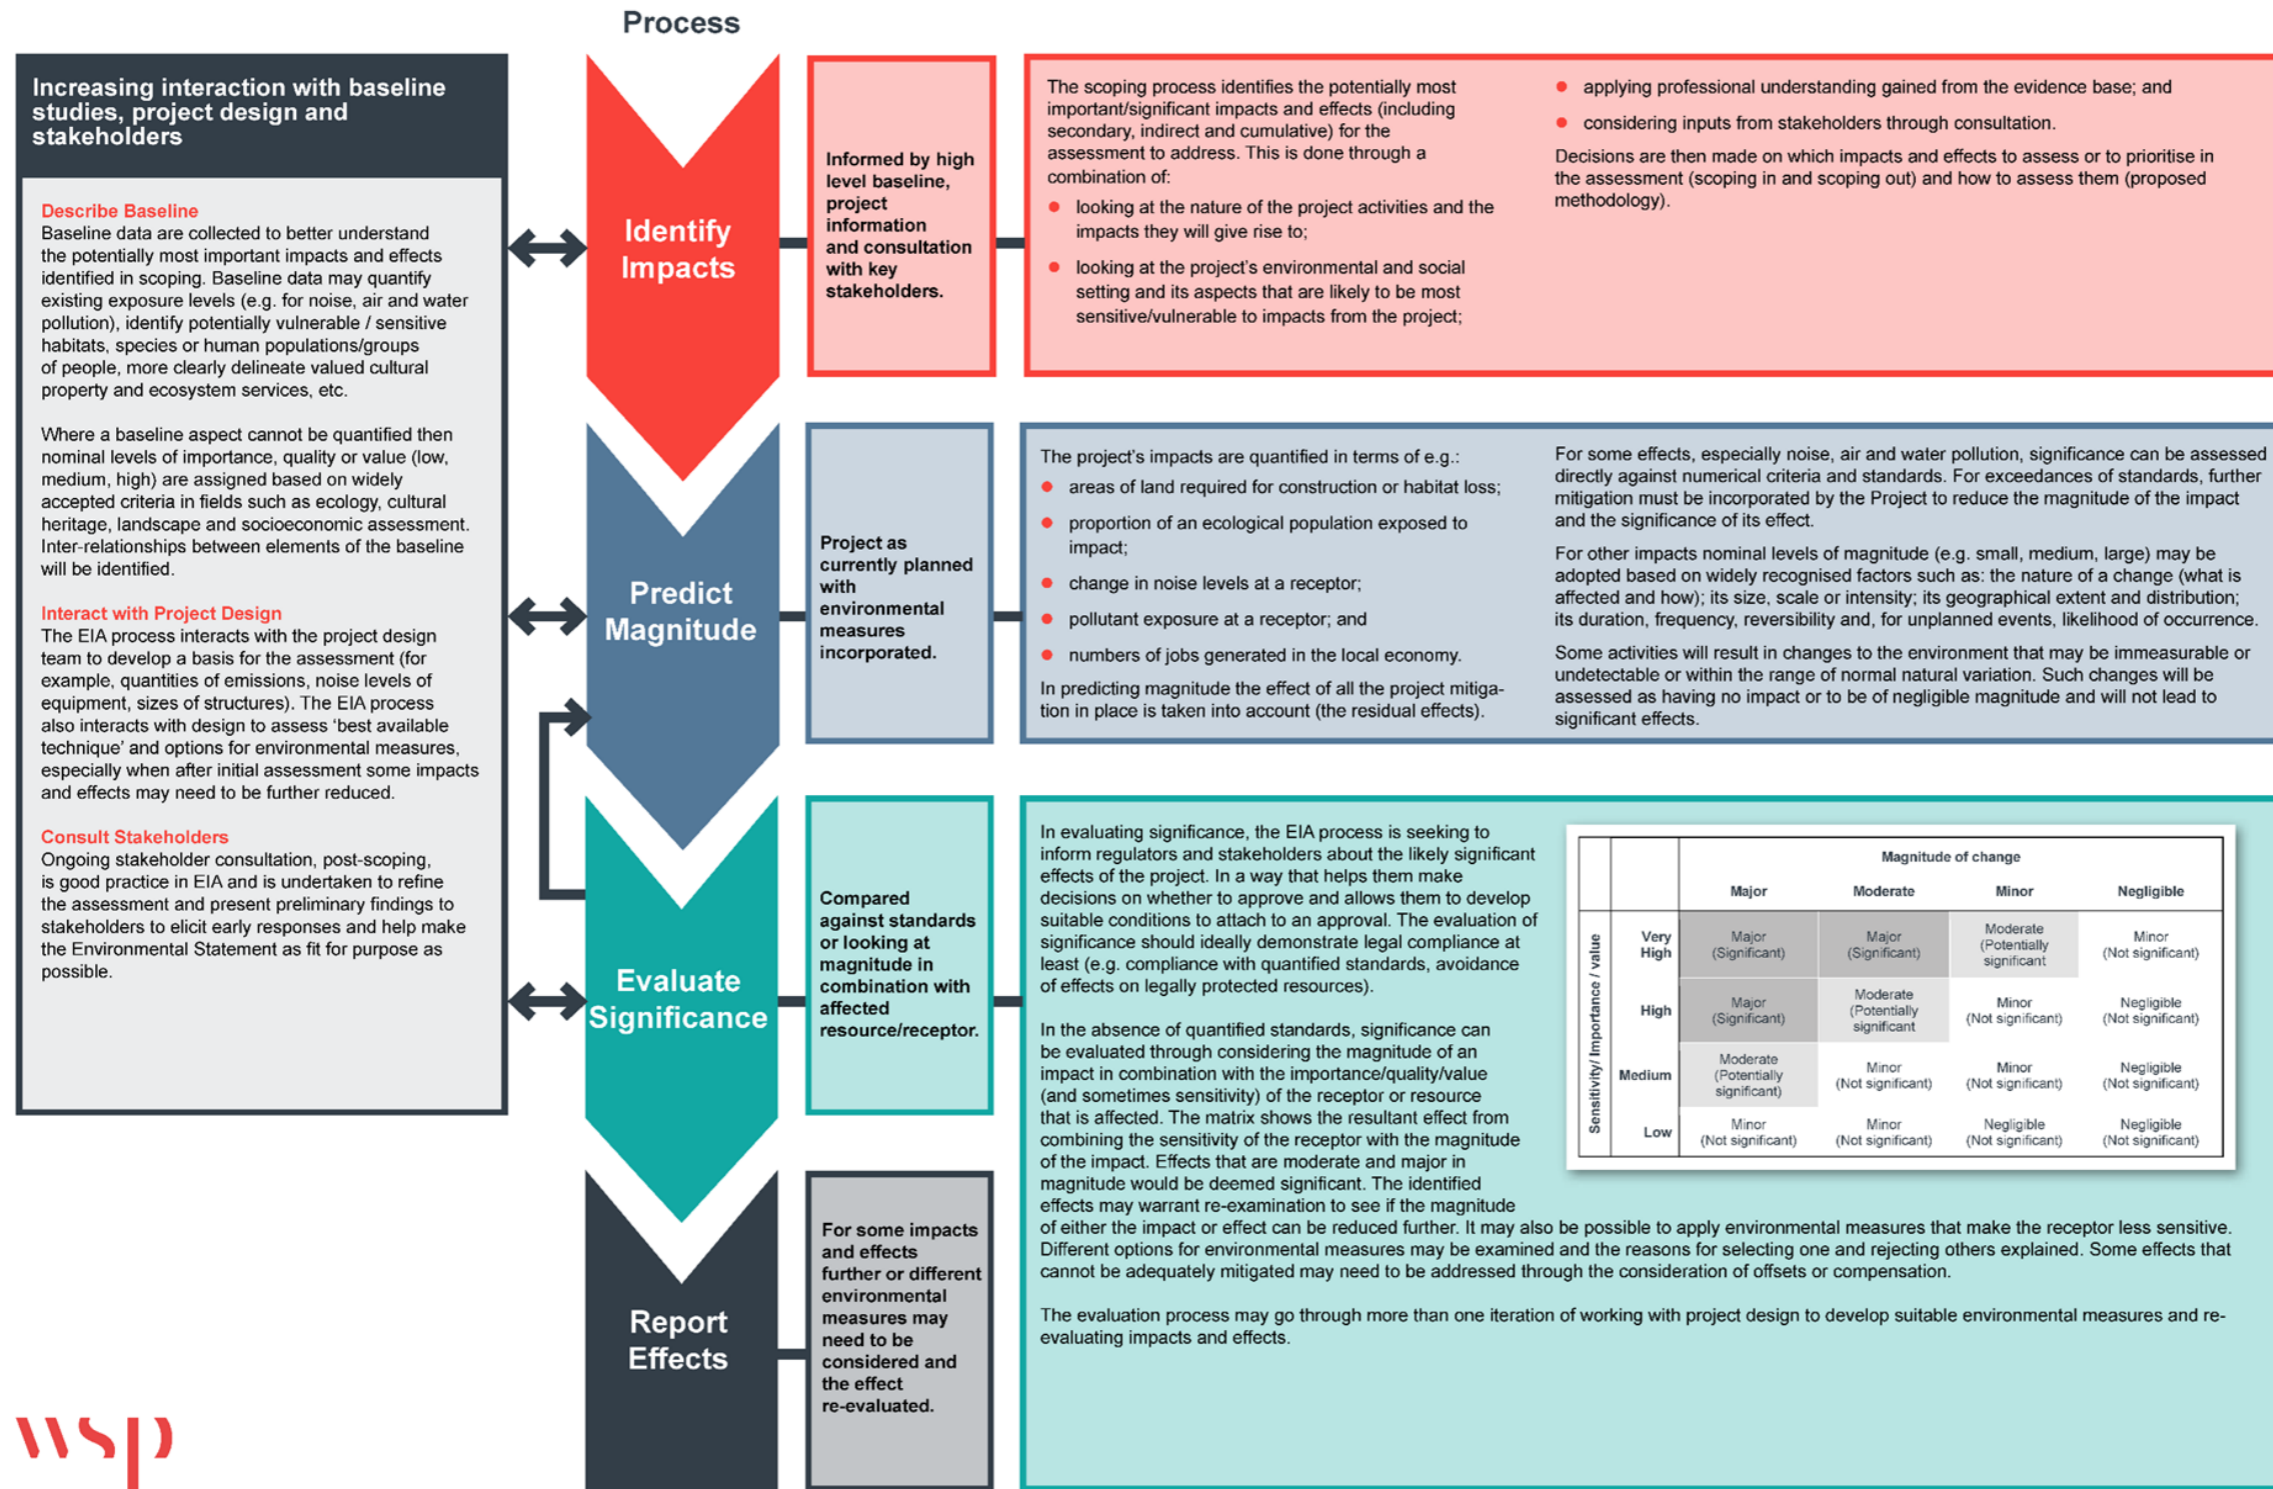 Process
Increasing interaction with baseline
studies, project design and
stakeholders
Describe Baseline
Baseline data are collected to better understand
the potentially most important impacts and effects
identified in scoping. Baseline data may quantify
existing exposure levels (e.g. for noise, air and water
pollution), identify potentially vulnerable / sensitive
habitats, species or human populations/groups
of people, more clearly delineate valued cultural
property and ecosystem services, etc.
Where a baseline aspect cannot be quantified then
nominal levels of importance, quality or value (low,
medium, high) are assigned based on widely
accepted criteria in fields such as ecology, cultural
heritage, landscape and socioeconomic assessment.
Inter-relationships between elements of the baseline
will be identified.
Interact with Project Design
The EIA process interacts with the project design
team to develop a basis for the assessment (for
example, quantities of emissions, noise levels of
equipment, sizes of structures). The EIA process
also interacts with design to assess ‘best available
technique’ and options for environmental measures,
especially when after initial assessment some impacts
and effects may need to be further reduced.
Consult Stakeholders
Ongoing stakeholder consultation, post-scoping,
is good practice in EIA and is undertaken to refine
the assessment and present preliminary findings to
stakeholders to elicit early responses and help make
the Environmental Statement as fit for purpose as
possible.
Identify
Impacts
Informed by high
level baseline,
project
information
and consultation
with key
stakeholders.
The scoping process identifies the potentially most
important/significant impacts and effects (including
secondary, indirect and cumulative) for the
assessment to address. This is done through a
combination of:
● looking at the nature of the project activities and the
impacts they will give rise to;
● looking at the project's environmental and social
setting and its aspects that are likely to be most
sensitive/vulnerable to impacts from the project;
● applying professional understanding gained from the evidence base; and
● considering inputs from stakeholders through consultation.
Decisions are then made on which impacts and effects to assess or to prioritise in
the assessment (scoping in and scoping out) and how to assess them (proposed
methodology).
Predict
Magnitude
Project as
currently planned
with
environmental
measures
incorporated.
The project's impacts are quantified in terms of e.g.:
● areas of land required for construction or habitat loss;
● proportion of an ecological population exposed to
impact;
● change in noise levels at a receptor;
● pollutant exposure at a receptor; and
● numbers of jobs generated in the local economy.
In predicting magnitude the effect of all the project mitiga-
tion in place is taken into account (the residual effects).
For some effects, especially noise, air and water pollution, significance can be assessed
directly against numerical criteria and standards. For exceedances of standards, further
mitigation must be incorporated by the Project to reduce the magnitude of the impact
and the significance of its effect.
For other impacts nominal levels of magnitude (e.g. small, medium, large) may be
adopted based on widely recognised factors such as: the nature of a change (what is
affected and how); its size, scale or intensity; its geographical extent and distribution;
its duration, frequency, reversibility and, for unplanned events, likelihood of occurrence.
Some activities will result in changes to the environment that may be immeasurable or
undetectable or within the range of normal natural variation. Such changes will be
assessed as having no impact or to be of negligible magnitude and will not lead to
significant effects.
Evaluate
Significance
Compared
against standards
or looking at
magnitude in
combination with
affected
resource/receptor.
In evaluating significance, the EIA process is seeking to
inform regulators and stakeholders about the likely significant
effects of the project. In a way that helps them make
decisions on whether to approve and allows them to develop
suitable conditions to attach to an approval. The evaluation of
significance should ideally demonstrate legal compliance at
least (e.g. compliance with quantified standards, avoidance
of effects on legally protected resources).
In the absence of quantified standards, significance can
be evaluated through considering the magnitude of an
impact in combination with the importance/quality/value
(and sometimes sensitivity) of the receptor or resource
that is affected. The matrix shows the resultant effect from
combining the sensitivity of the receptor with the magnitude
of the impact. Effects that are moderate and major in
magnitude would be deemed significant. The identified
effects may warrant re-examination to see if the magnitude
of either the impact or effect can be reduced further. It may also be possible to apply environmental measures that make the receptor less sensitive.
Different options for environmental measures may be examined and the reasons for selecting one and rejecting others explained. Some effects that
cannot be adequately mitigated may need to be addressed through the consideration of offsets or compensation.
The evaluation process may go through more than one iteration of working with project design to develop suitable environmental measures and re-
evaluating impacts and effects.
Magnitude of change
Major Moderate Minor Negligible
Sensitivity/ Importance / value
Very
High
Major
(Significant)
Major
(Significant)
Moderate
(Potentially
significant
Minor
(Not significant)
High
Major
(Significant)
Moderate
(Potentially
significant
Minor
(Not significant)
Negligible
(Not significant)
Medium
Moderate
(Potentially
significant)
Minor
(Not significant)
Minor
(Not significant)
Negligible
(Not significant)
Low
Minor
(Not significant)
Minor
(Not significant)
Negligible
(Not significant)
Negligible
(Not significant)
Report
Effects
For some impacts
and effects
further or different
environmental
measures may
need to be
considered and
the effect
re-evaluated.
wsp